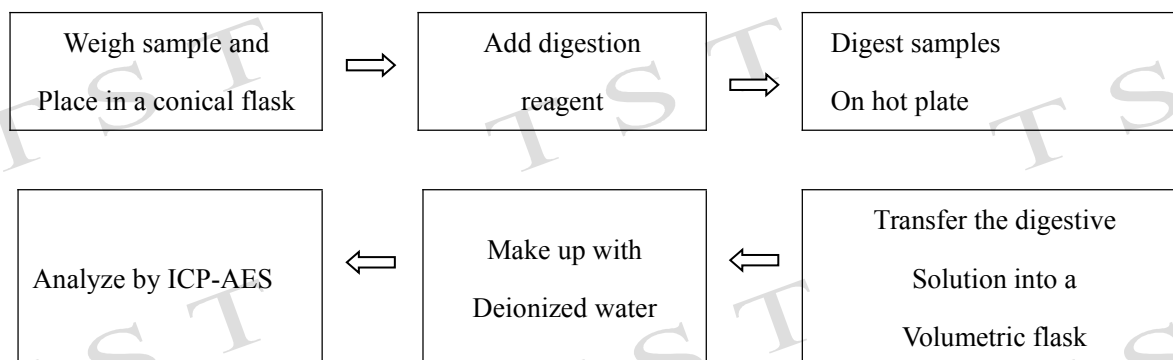 Weigh sample and
Place in a conical flask
Add digestion
reagent
Digest samples
On hot plate
Transfer the digestive
Solution into a
Volumetric flask
Make up with
Deionized water
Analyze by ICP-AES
T S T
T S T
T S
S T
S T
S